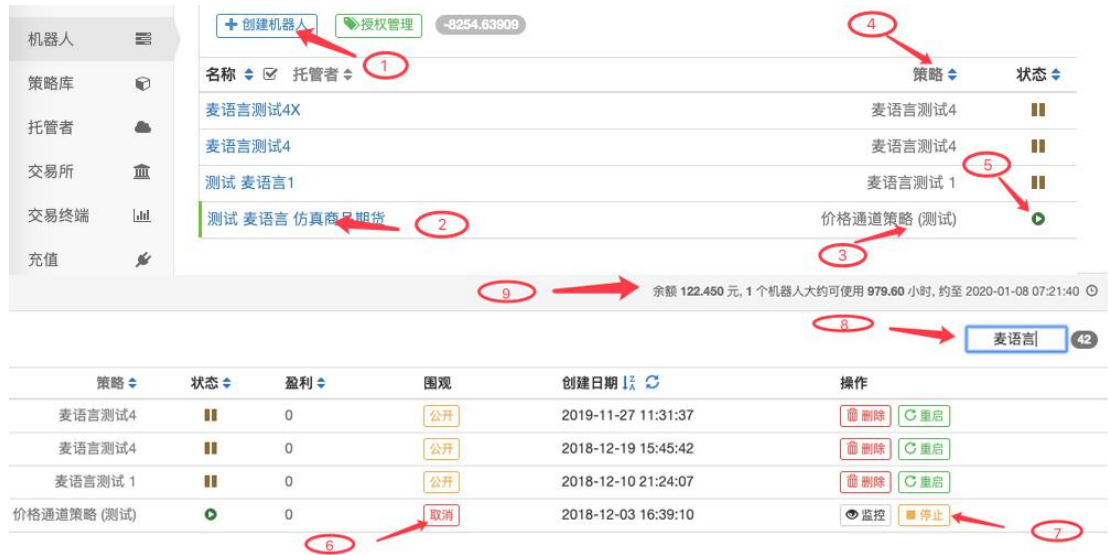 机器人
策略库
托管者
交易所
交易终端
充值
创建机器人
授权管理
-8254.63909
名称 托管者 策略 状态
麦语言测试4X 麦语言测试4
麦语言测试4 麦语言测试4
测试 麦语言1 麦语言测试 1
测试 麦语言 仿真商品期货 价格通道策略 (测试)
1
2
3
4
5
余额 122.450 元, 1 个机器人大约可使用 979.60 小时, 约至 2020-01-08 07:21:40
9
8
麦语言 42
策略 状态 盈利 围观 创建日期 操作
麦语言测试4 0 公开 2019-11-27 11:31:37 删除 重启
麦语言测试4 0 公开 2018-12-19 15:45:42 删除 重启
麦语言测试 1 0 公开 2018-12-10 21:24:07 删除 重启
价格通道策略 (测试) 0 取消 2018-12-03 16:39:10 监控 停止
6
7